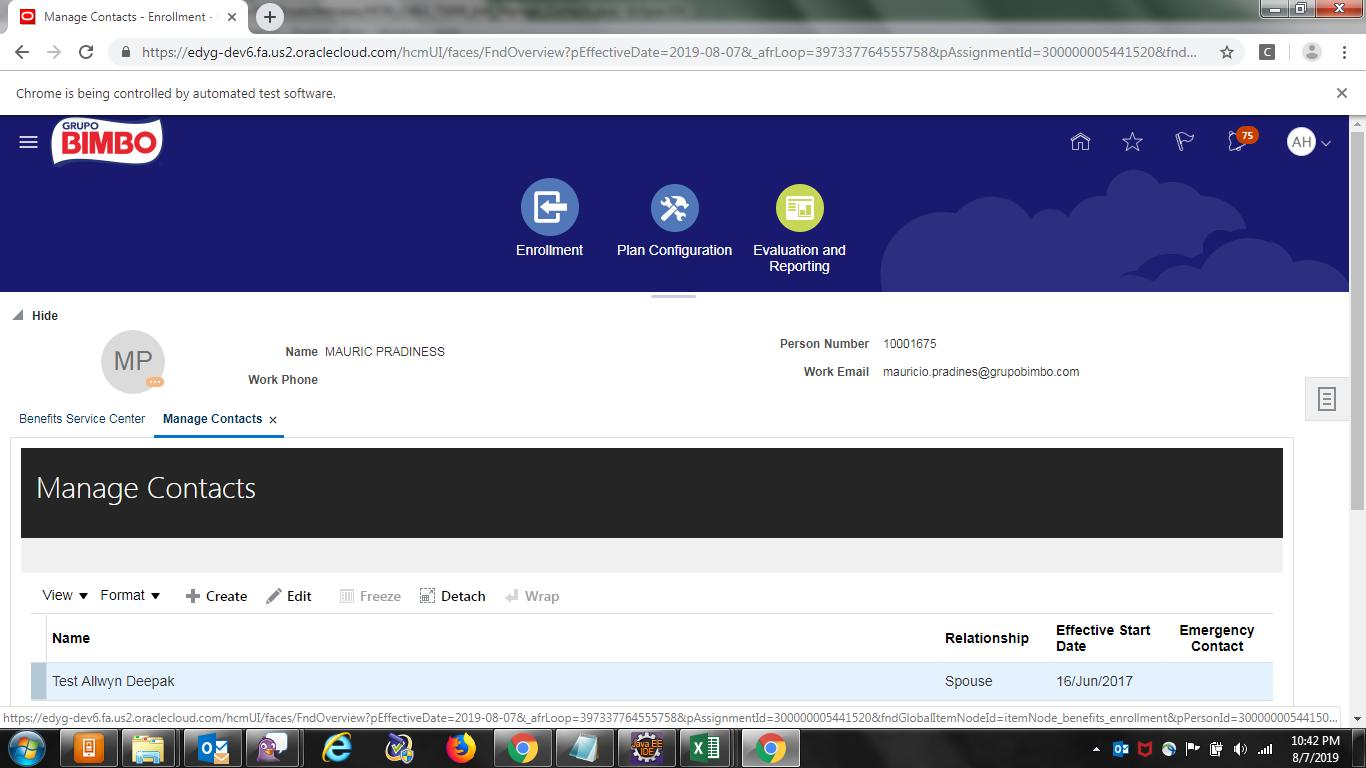 Manage Contacts - Enrollment -
https://edyg-dev6.fa.us2.oraclecloud.com/hcmUI/faces/FndOverview?pEffectiveDate=2019-08-07&_afrLoop=397337764555758&pAssignmentId=300000005441520&fnd...
C
Chrome is being controlled by automated test software.
GRUPO
BIMBO
75
AH
Enrollment
Plan Configuration
Evaluation and
Reporting
Hide
MP
Name MAURIC PRADINESS
Person Number 10001675
Work Phone
Work Email mauricio.pradines@grupobimbo.com
Benefits Service Center Manage Contacts
Manage Contacts
View Format Create Edit Freeze Detach Wrap
Name Relationship Effective Start Date Emergency Contact
Test Allwyn Deepak Spouse 16/Jun/2017
https://edyg-dev6.fa.us2.oraclecloud.com/hcmUI/faces/FndOverview?pEffectiveDate=2019-08-07&_afrLoop=397337764555758&pAssignmentId=300000005441520&fndGlobalItemNodeId=itemNode_benefits_enrollment&pPersonId=30000000544150...
Java EE
IDE
10:42 PM
8/7/2019